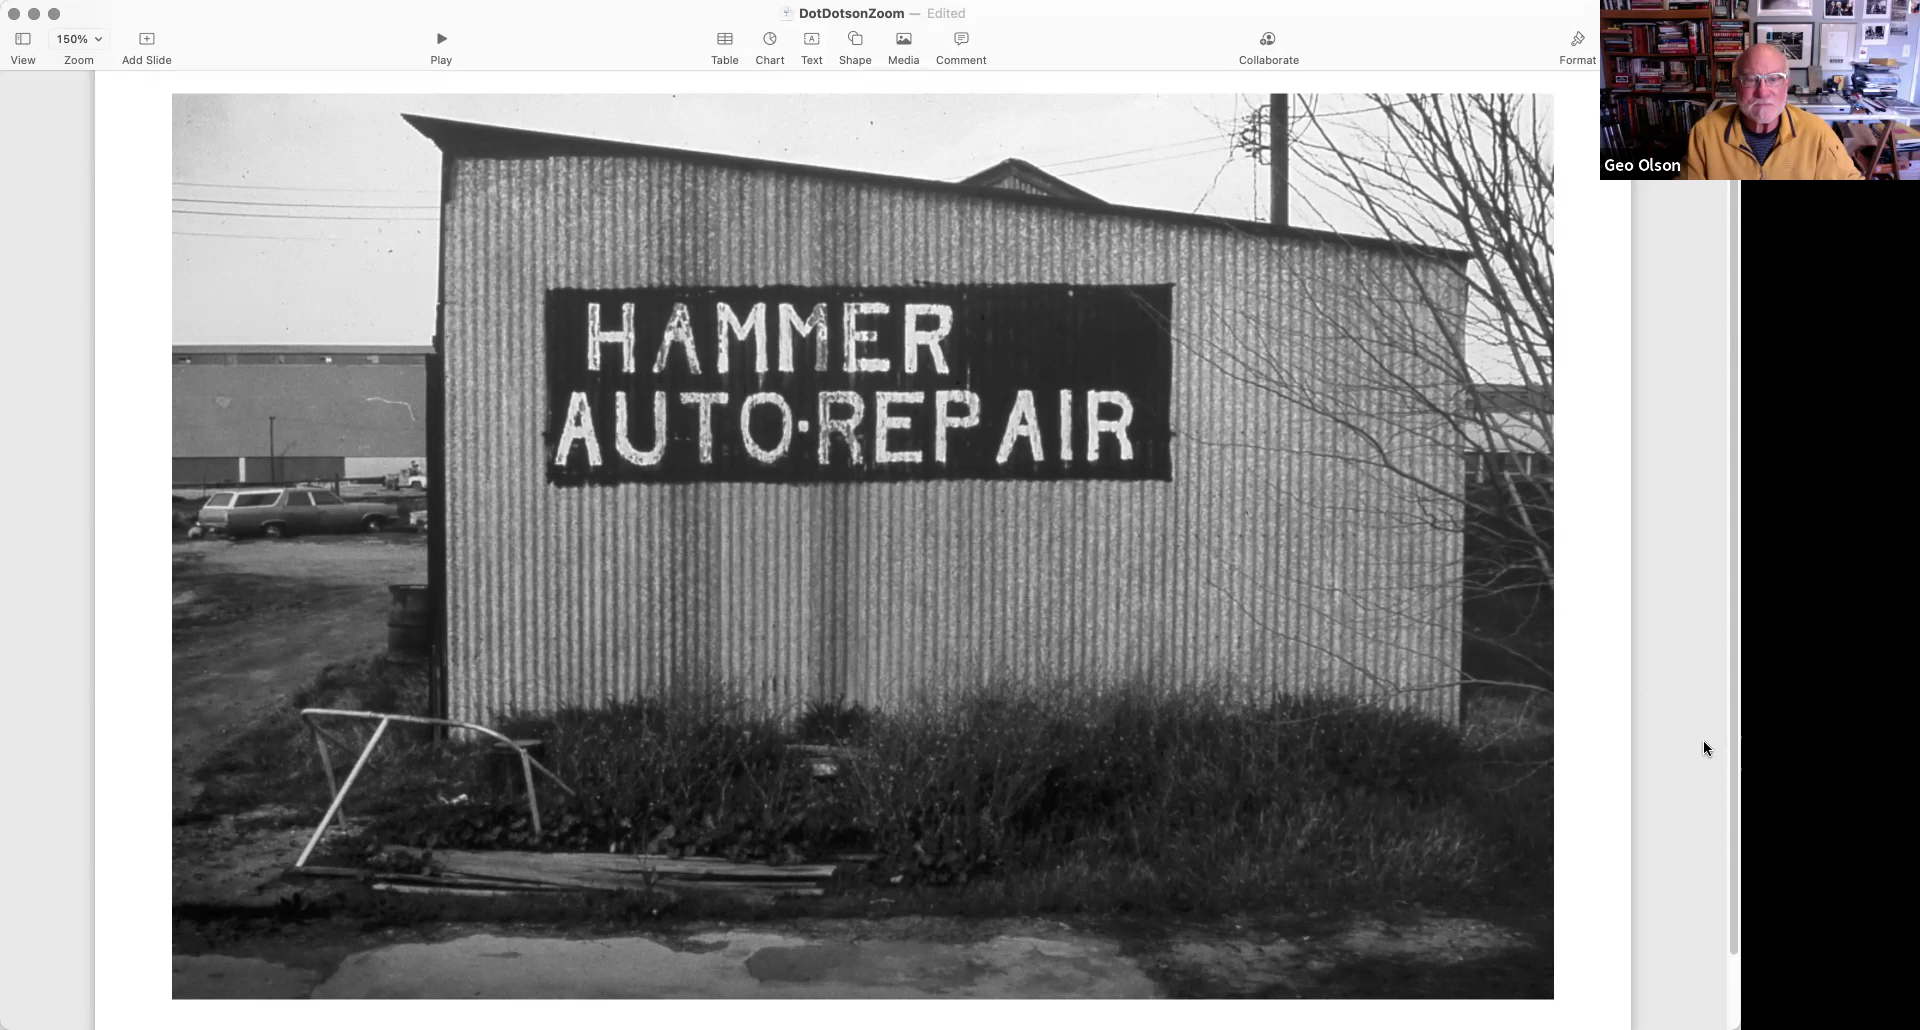 DotDotsonZoom — Edited
150%
View Zoom Add Slide Play Table Chart Text Shape Media Comment Collaborate Format
Geo Olson
HAMMER
AUTO·REPAIR